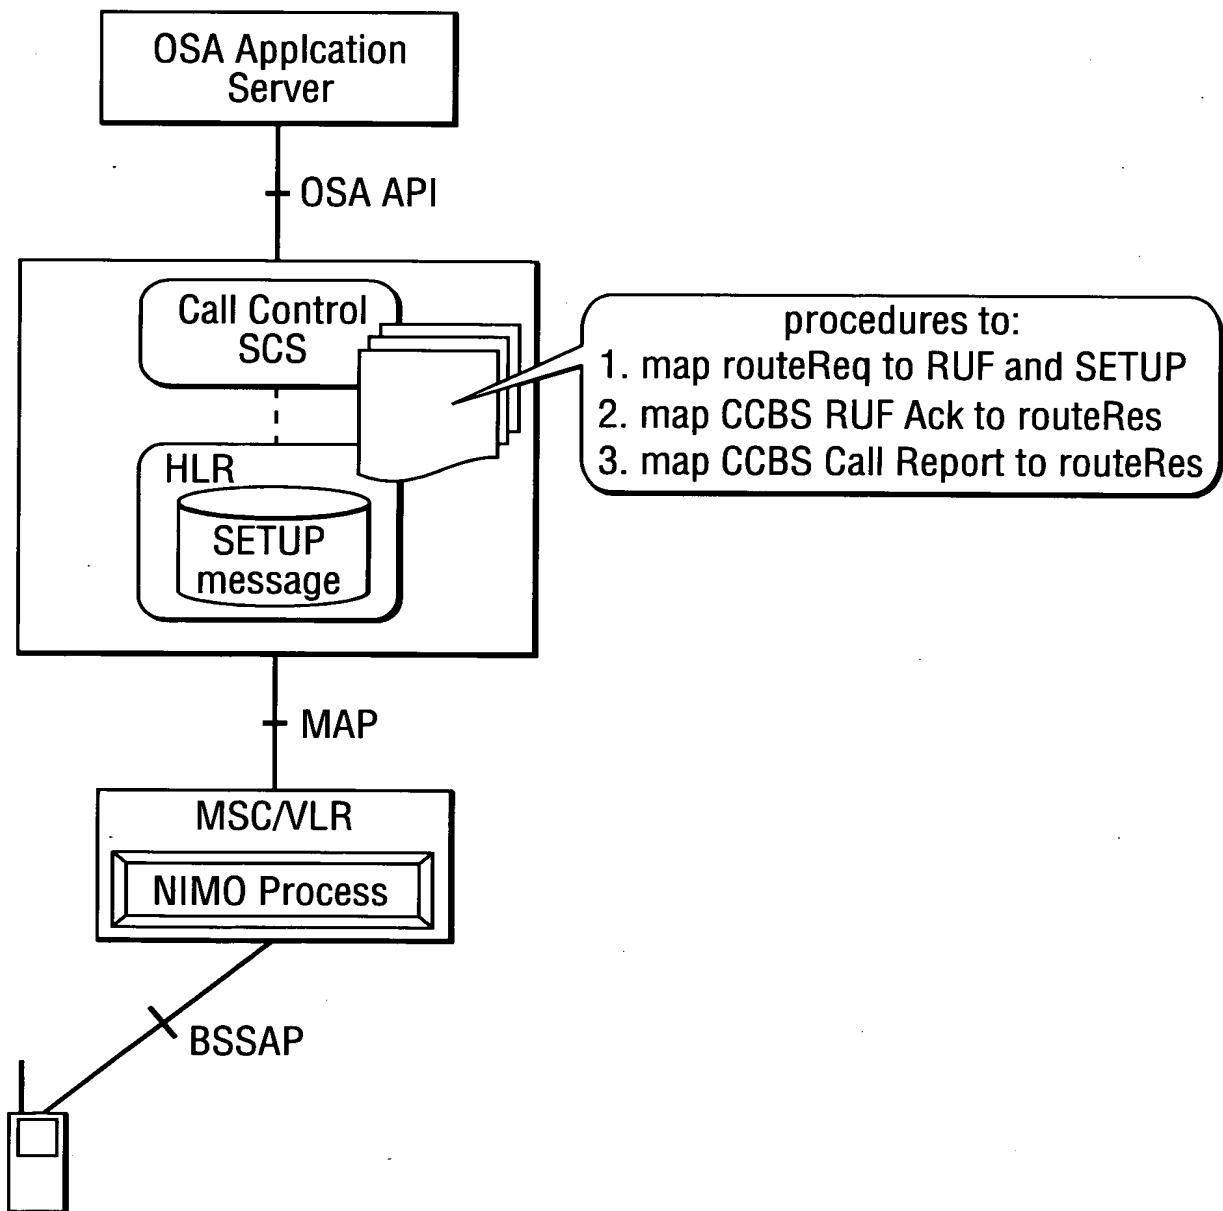 OSA Applcation
Server
OSA API
Call Control
SCS
procedures to:
1. map routeReq to RUF and SETUP
2. map CCBS RUF Ack to routeRes
3. map CCBS Call Report to routeRes
HLR
SETUP
message
MAP
MSC/VLR
NIMO Process
BSSAP